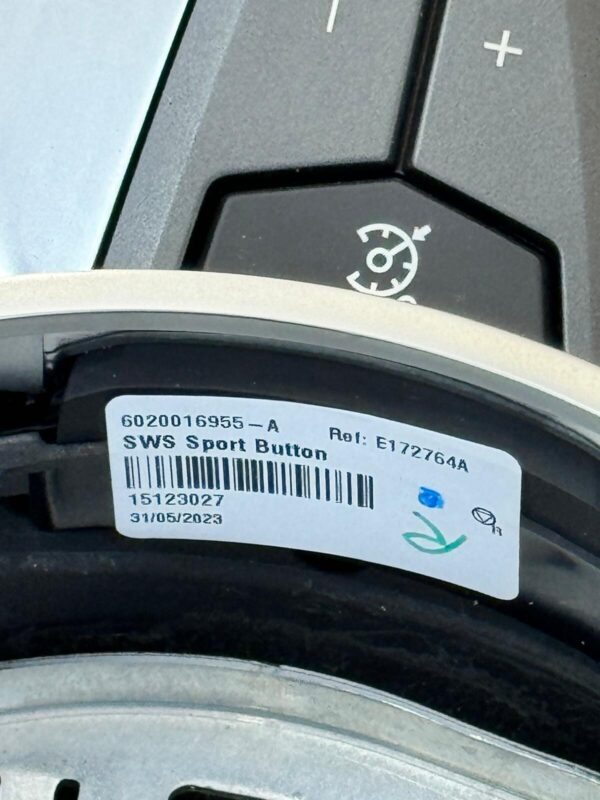 − +
6020016955-A Ref: E172764A
SWS Sport Button
15123027
31/05/2023
R